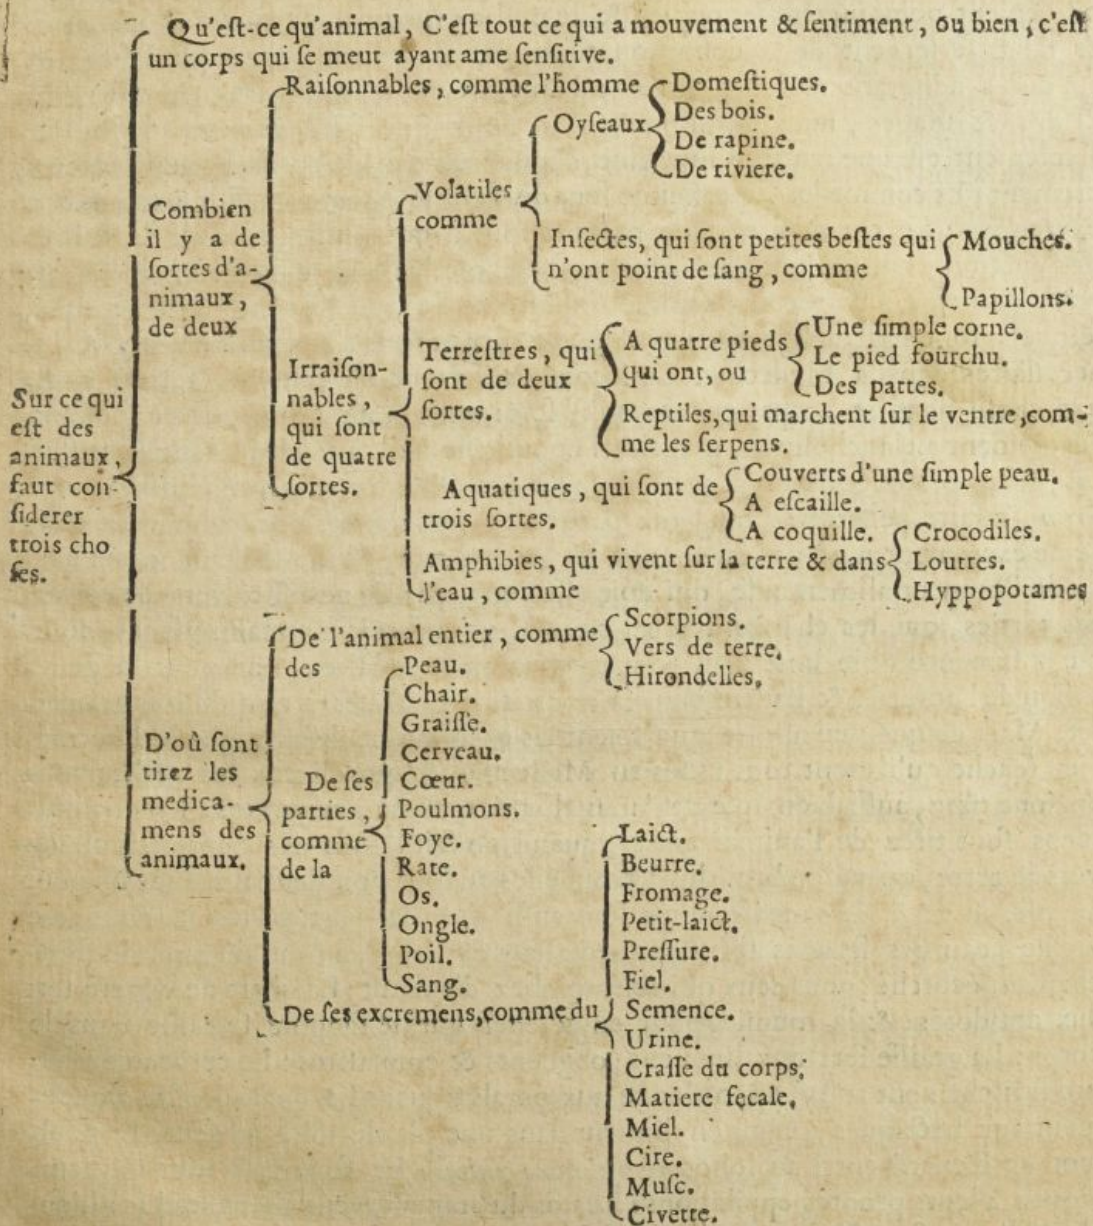 Qu'eſt-ce qu'animal, C'eſt tout ce qui a mouvement & ſentiment, ou bien, c'eſt
un corps qui ſe meut ayant ame ſenſitive.
Sur ce qui
eſt des
animaux,
faut con-
ſiderer
trois cho
ſes.
Combien
il y a de
ſortes d'a-
nimaux,
de deux
Raiſonnables, comme l'homme
Irraiſon-
nables,
qui ſont
de quatre
ſortes.
Volatiles
comme
Oyſeaux
Domeſtiques.
Des bois.
De rapine.
De riviere.
Inſectes, qui ſont petites beſtes qui
n'ont point de ſang, comme
Mouches.
Papillons.
Terreſtres, qui
ſont de deux
ſortes.
A quatre pieds
qui ont, ou
Une ſimple corne.
Le pied fourchu.
Des pattes.
Reptiles, qui marchent ſur le ventre, com-
me les ſerpens.
Aquatiques, qui ſont de
trois ſortes.
Couverts d'une ſimple peau.
A eſcaille.
A coquille.
Amphibies, qui vivent ſur la terre & dans
l'eau, comme
Crocodiles.
Loutres.
Hyppopotames
D'où ſont
tirez les
medica-
mens des
animaux.
De l'animal entier, comme
des
Scorpions.
Vers de terre.
Hirondelles.
De ſes
parties,
comme
de la
Peau.
Chair.
Graiſſe.
Cerveau.
Cœur.
Poulmons.
Foye.
Rate.
Os.
Ongle.
Poil.
Sang.
De ſes excremens, comme du
Laict.
Beurre.
Fromage.
Petit-laict.
Preſſure.
Fiel.
Semence.
Urine.
Craſſe du corps.
Matiere fęcale.
Miel.
Cire.
Muſc.
Civette.